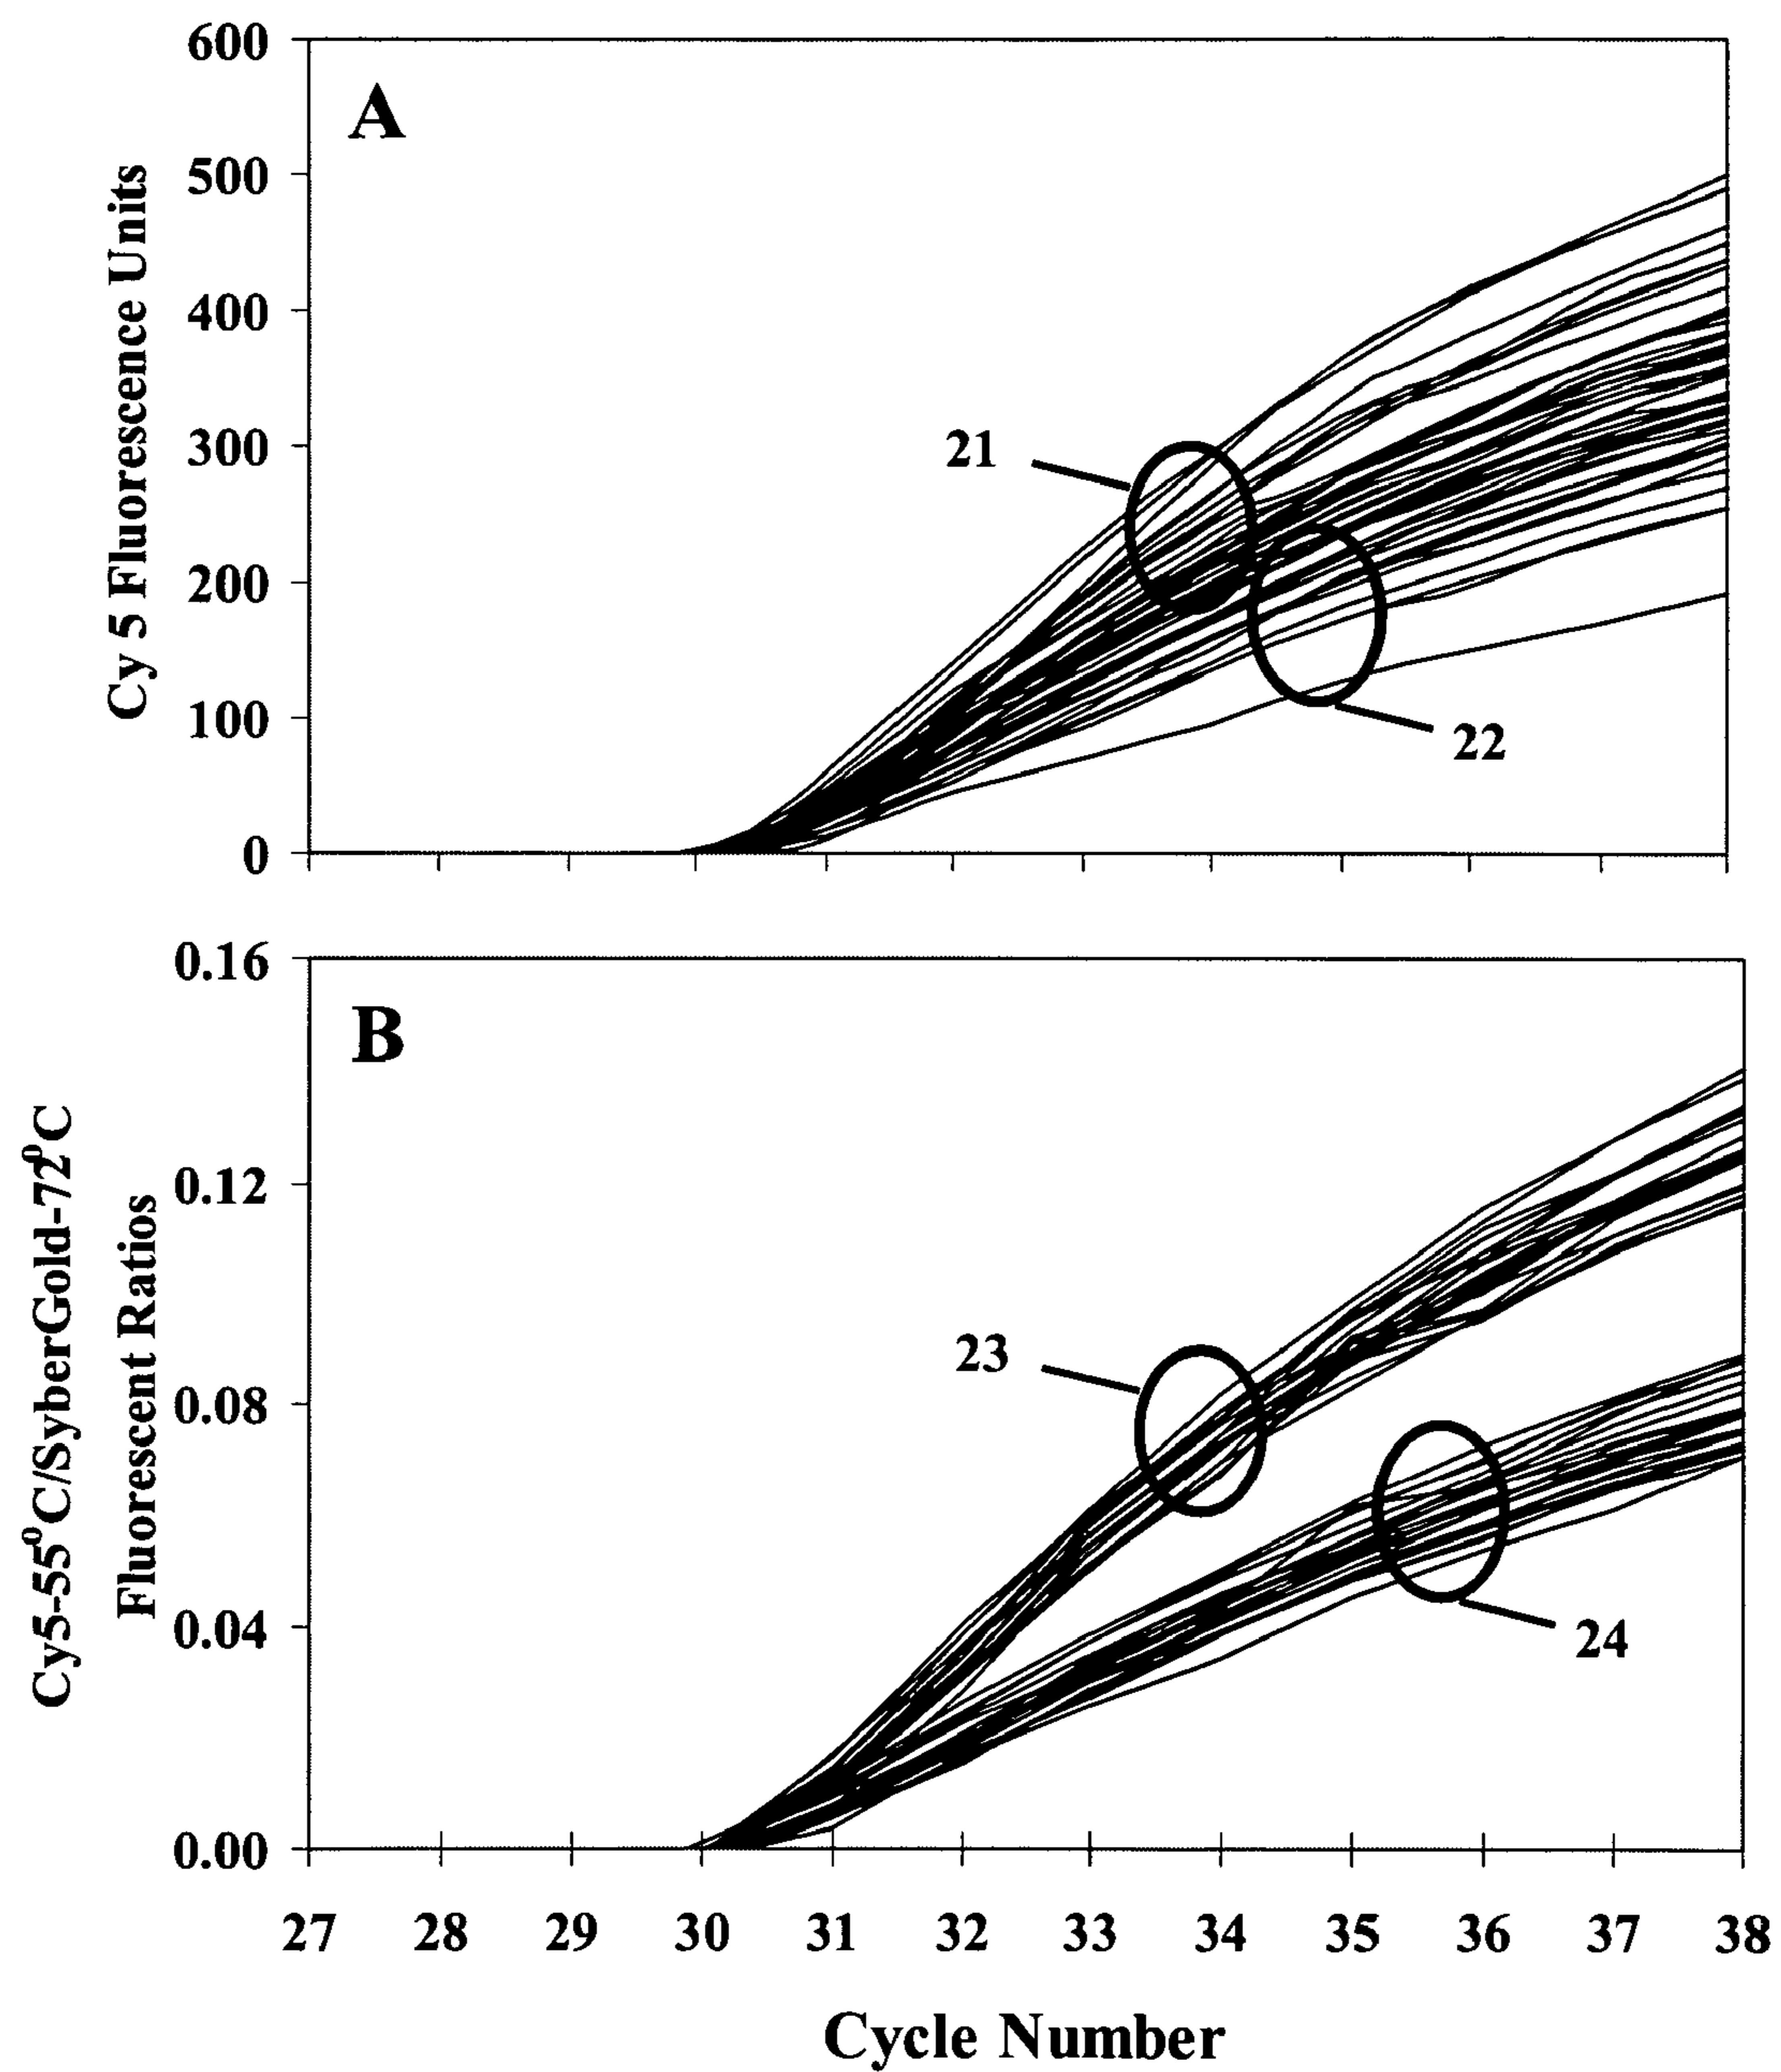 600
A
500
400
300
200
100
0
Cy 5 Fluorescence Units
21
22
0.16
B
0.12
0.08
0.04
0.00
Cy5-55⁰C/SyberGold-72⁰C
Fluorescent Ratios
23
24
27 28 29 30 31 32 33 34 35 36 37 38
Cycle Number